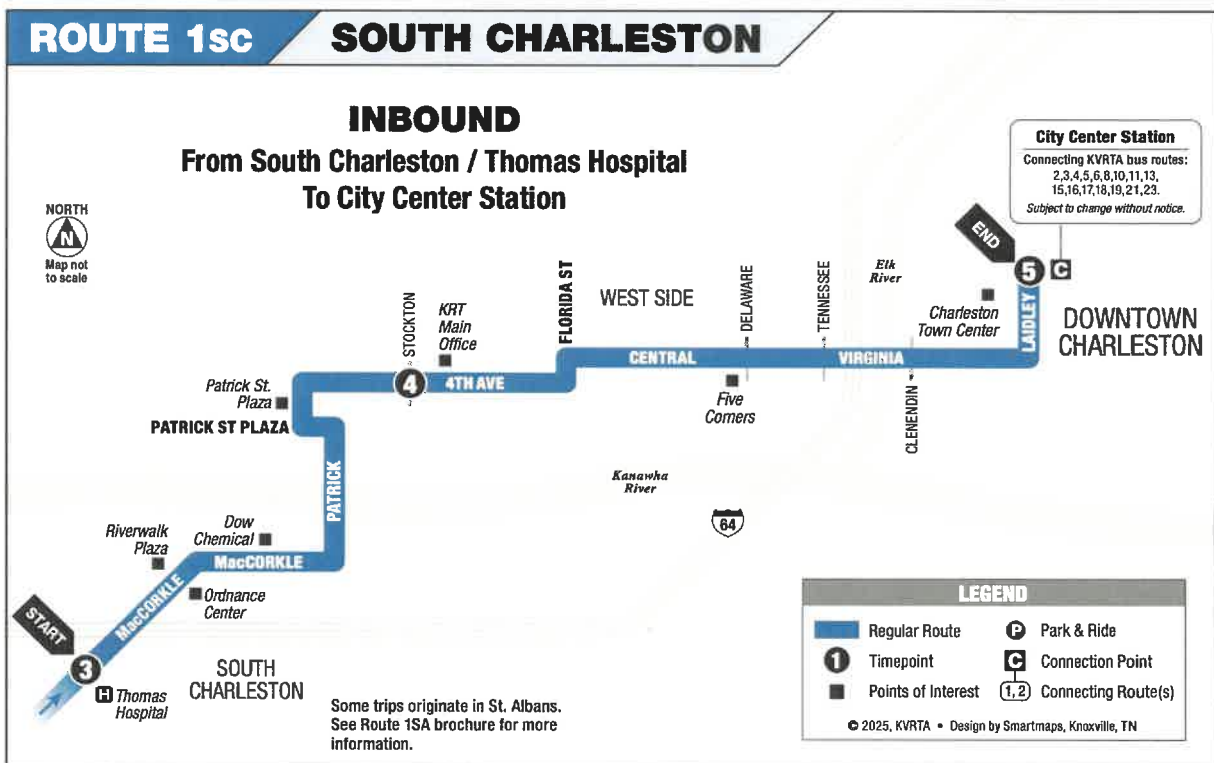 ROUTE 1SC
SOUTH CHARLESTON
INBOUND
From South Charleston / Thomas Hospital
To City Center Station
NORTH
N
Map not
to scale
City Center Station
Connecting KVRTA bus routes:
2,3,4,5,6,8,10,11,13,
15,16,17,18,19,21,23.
Subject to change without notice.
END
5
C
LAIDLEY
DOWNTOWN
CHARLESTON
Elk
River
Charleston
Town Center
TENNESSEE
DELAWARE
WEST SIDE
FLORIDA ST
KRT
Main
Office
STOCKTON
CENTRAL
VIRGINIA
4
4TH AVE
Patrick St.
Plaza
PATRICK ST PLAZA
Five
Corners
CLENENDIN
PATRICK
Kanawha
River
64
Riverwalk
Plaza
Dow
Chemical
MacCORKLE
MacCORKLE
Ordnance
Center
START
3
H Thomas
Hospital
SOUTH
CHARLESTON
Some trips originate in St. Albans.
See Route 1SA brochure for more
information.
LEGEND
Regular Route
P Park & Ride
1 Timepoint
C Connection Point
Points of Interest
1,2 Connecting Route(s)
© 2025, KVRTA • Design by Smartmaps, Knoxville, TN